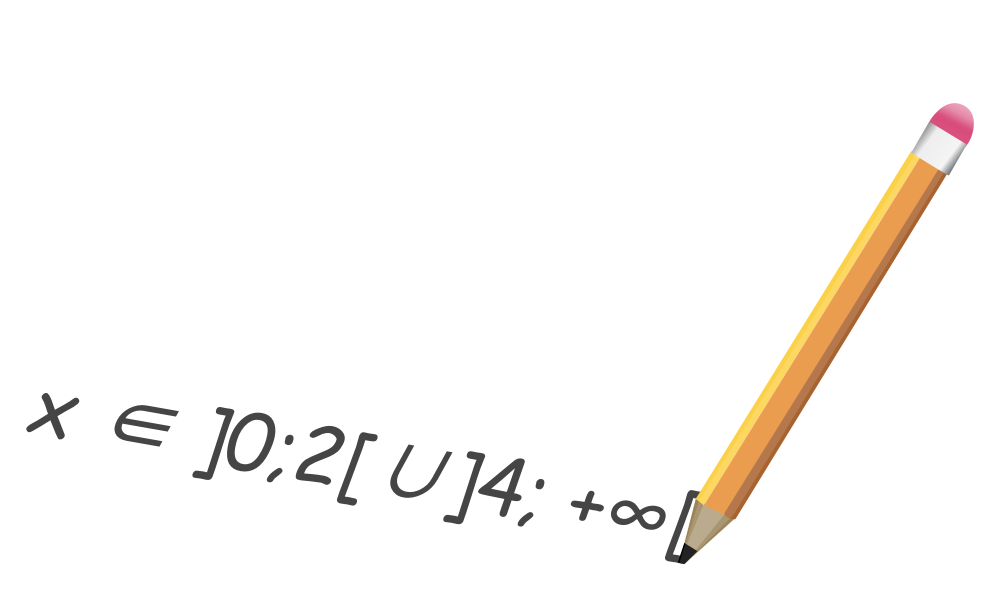 x ∈ ]0;2[ ∪ ]4; +∞[